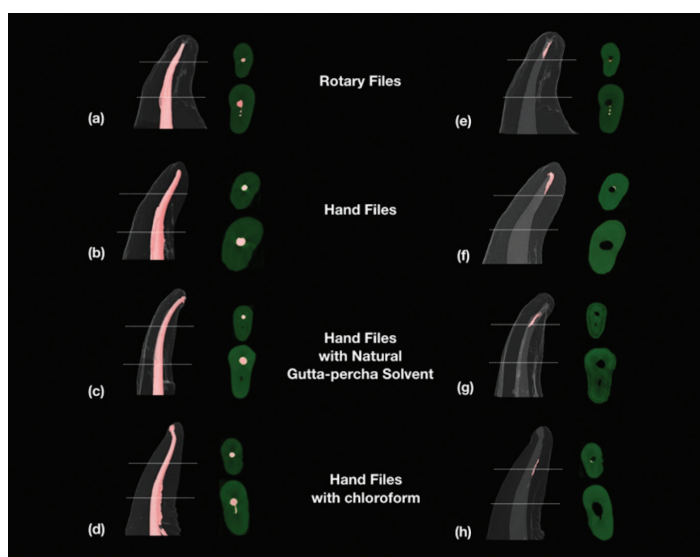 (a)
Rotary Files
(e)
(b)
Hand Files
(f)
(c)
Hand Files
with Natural
Gutta-percha Solvent
(g)
(d)
Hand Files
with chloroform
(h)